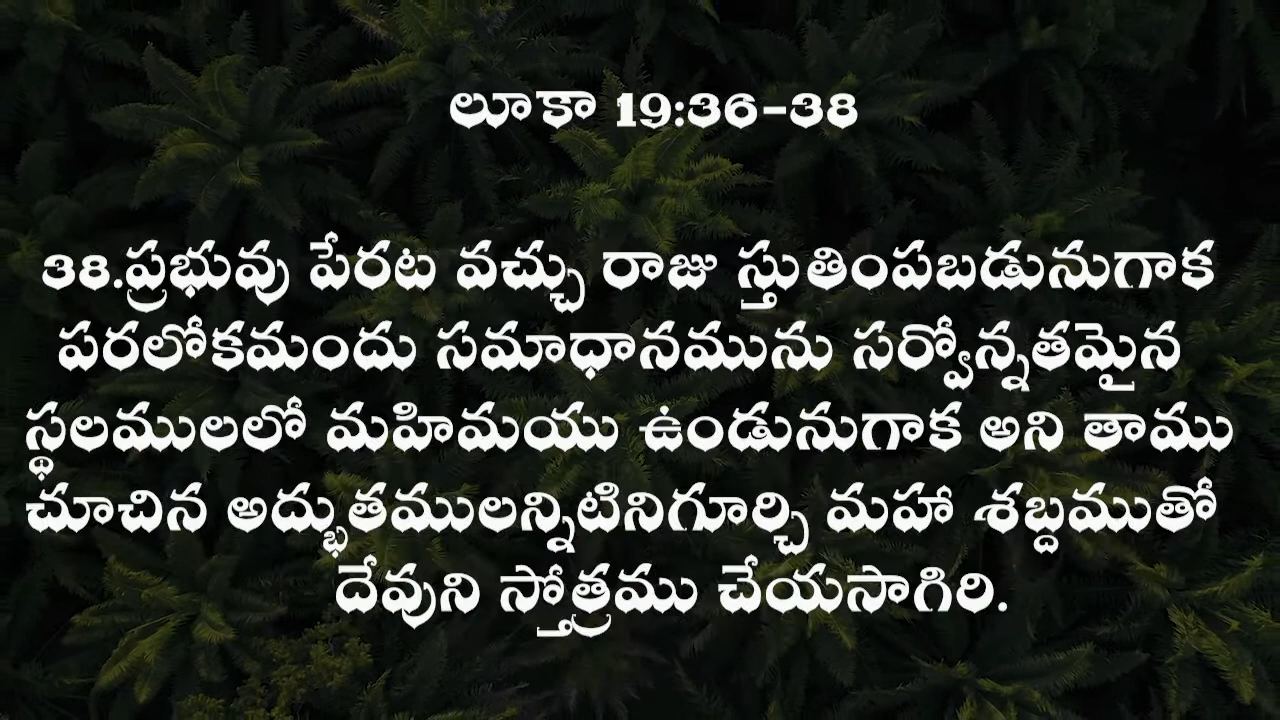 లూకా 19:36-38
38.ప్రభువు పేరట వచ్చు రాజు స్తుతింపబడునుగాక
పరలోకమందు సమాధానమును సర్వోన్నతమైన
స్థలములలో మహిమయు ఉండునుగాక అని తాము
చూచిన అద్భుతములన్నిటినిగూర్చి మహా శబ్దముతో
దేవుని స్తోత్రము చేయసాగిరి.